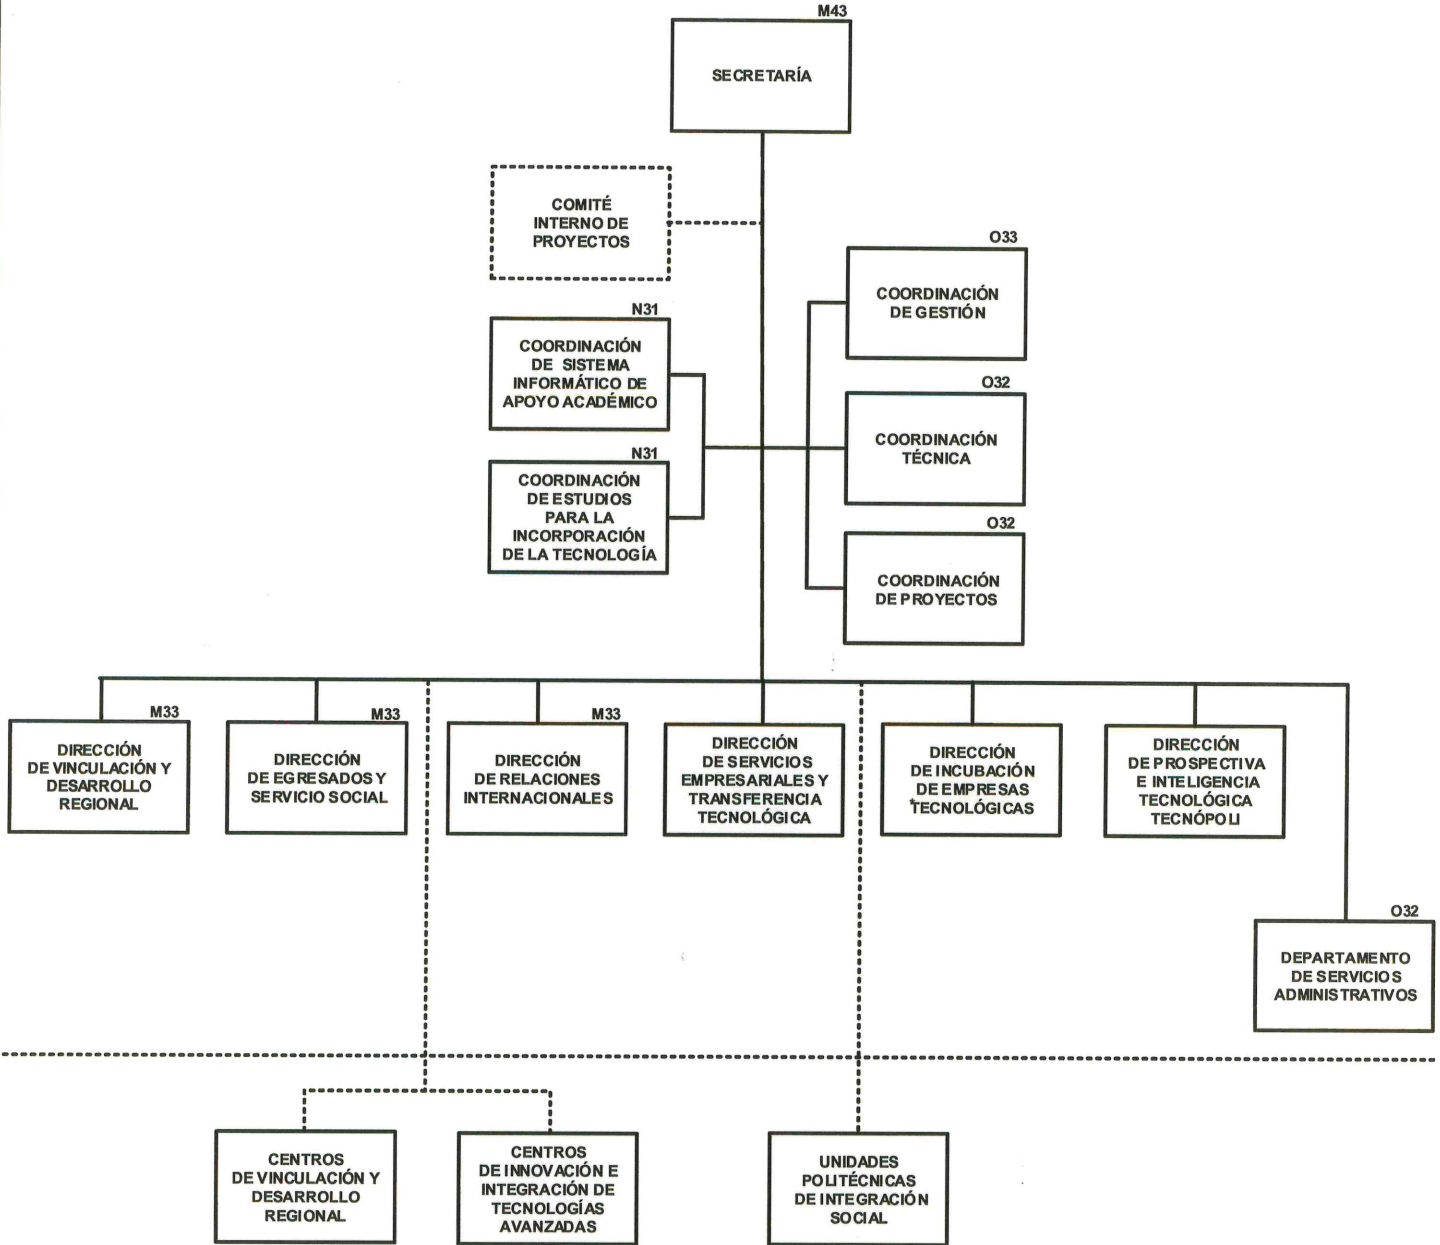 M43
SECRETARÍA
COMITÉ
INTERNO DE
PROYECTOS
O33
COORDINACIÓN
DE GESTIÓN
N31
COORDINACIÓN
DE SISTEMA
INFORMÁTICO DE
APOYO ACADÉMICO
O32
COORDINACIÓN
TÉCNICA
N31
COORDINACIÓN
DE ESTUDIOS
PARA LA
INCORPORACIÓN
DE LA TECNOLOGÍA
O32
COORDINACIÓN
DE PROYECTOS
M33
DIRECCIÓN
DE VINCULACIÓN Y
DESARROLLO
REGIONAL
M33
DIRECCIÓN
DE EGRESADOS Y
SERVICIO SOCIAL
M33
DIRECCIÓN
DE RELACIONES
INTERNACIONALES
DIRECCIÓN
DE SERVICIOS
EMPRESARIALES Y
TRANSFERENCIA
TECNOLÓGICA
DIRECCIÓN
DE INCUBACIÓN
DE EMPRESAS
*TECNOLÓGICAS
DIRECCIÓN
DE PROSPECTIVA
E INTELIGENCIA
TECNOLÓGICA
TECNÓPOLI
O32
DEPARTAMENTO
DE SERVICIOS
ADMINISTRATIVOS
CENTROS
DE VINCULACIÓN Y
DESARROLLO
REGIONAL
CENTROS
DE INNOVACIÓN E
INTEGRACIÓN DE
TECNOLOGÍAS
AVANZADAS
UNIDADES
POLITÉCNICAS
DE INTEGRACIÓN
SOCIAL